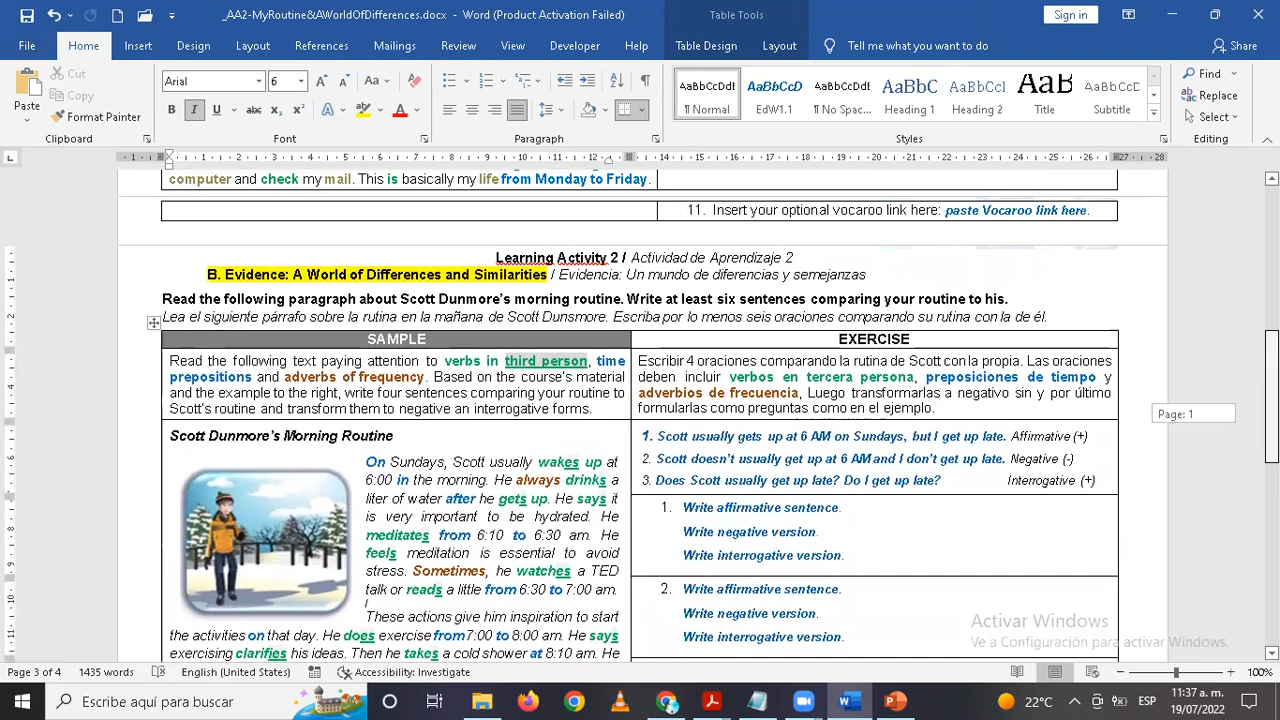 _AA2-MyRoutine&AWorldOfDifferences.docx - Word (Product Activation Failed)
Table Tools
Sign in
File Home Insert Design Layout References Mailings Review View Developer Help Table Design Layout Tell me what you want to do Share
Paste
Cut
Copy
Format Painter
Arial 6
AaBbCcDdE AaBbCcD AaBbCcDdE AaBbC AaBbCcI AaB AaBbCcD
¶ Normal EdW1.1 ¶ No Spac... Heading 1 Heading 2 Title Subtitle
Find
Replace
Select
Clipboard Font Paragraph Styles Editing
computer and check my mail. This is basically my life from Monday to Friday.
11. Insert your optional vocaroo link here: paste Vocaroo link here.
Learning Activity 2 / Actividad de Aprendizaje 2
B. Evidence: A World of Differences and Similarities / Evidencia: Un mundo de diferencias y semejanzas
Read the following paragraph about Scott Dunmore's morning routine. Write at least six sentences comparing your routine to his.
Lea el siguiente párrafo sobre la rutina en la mañana de Scott Dunsmore. Escriba por lo menos seis oraciones comparando su rutina con la de él.
SAMPLE
Read the following text paying attention to verbs in third person, time
prepositions and adverbs of frequency. Based on the course's material
and the example to the right, write four sentences comparing your routine to
Scott's routine and transform them to negative an interrogative forms.
EXERCISE
Escribir 4 oraciones comparando la rutina de Scott con la propia. Las oraciones
deben incluir verbos en tercera persona, preposiciones de tiempo y
adverbios de frecuencia, Luego transformarlas a negativo sin y por último
formularlas como preguntas como en el ejemplo.
Page: 1
Scott Dunmore's Morning Routine
On Sundays, Scott usually wakes up at
6:00 in the morning. He always drinks a
liter of water after he gets up. He says it
is very important to be hydrated. He
meditates from 6:10 to 6:30 am. He
feels meditation is essential to avoid
stress. Sometimes, he watches a TED
talk or reads a little from 6:30 to 7:00 am.
These actions give him inspiration to start
the activities on that day. He does exercise from 7:00 to 8:00 am. He says
exercising clarifies his ideas. Then he takes a cold shower at 8:10 am. He
1. Scott usually gets up at 6 AM on Sundays, but I get up late. Affirmative (+)
2. Scott doesn't usually get up at 6 AM and I don't get up late. Negative (-)
3. Does Scott usually get up late? Do I get up late? Interrogative (+)
1. Write affirmative sentence.
Write negative version.
Write interrogative version.
2. Write affirmative sentence.
Write negative version.
Write interrogative version.
Activar Windows
Ve a Configuración para activar Windows.
Page 3 of 4 1435 words English (United States) Accessibility: Investigate 100%
Escribe aquí para buscar
22°C ESP
11:37 a. m.
19/07/2022